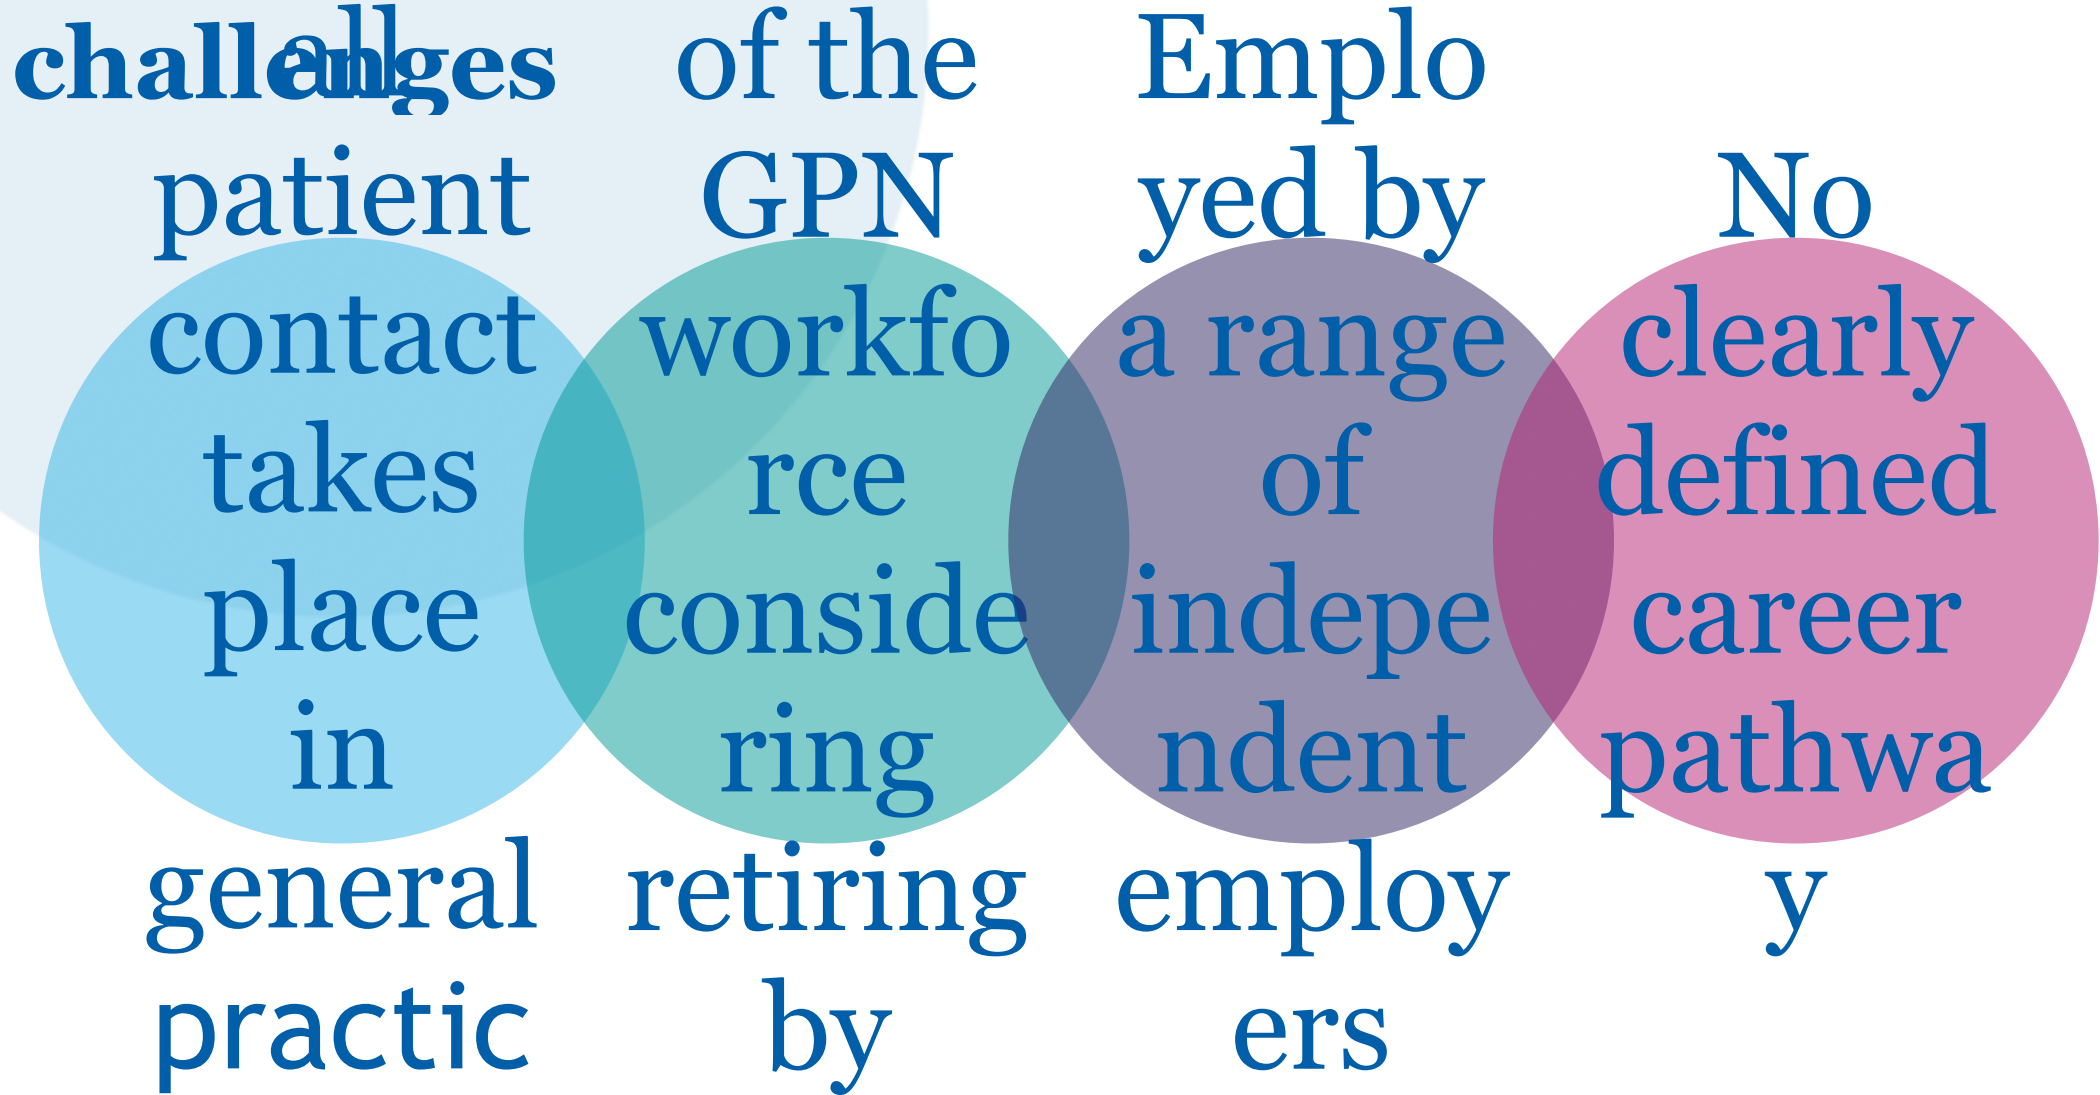 challenges
all
patient
contact
takes
place
in
general
practic
of the
GPN
workfo
rce
conside
ring
retiring
by
Emplo
yed by
a range
of
indepe
ndent
employ
ers
No
clearly
defined
career
pathwa
y